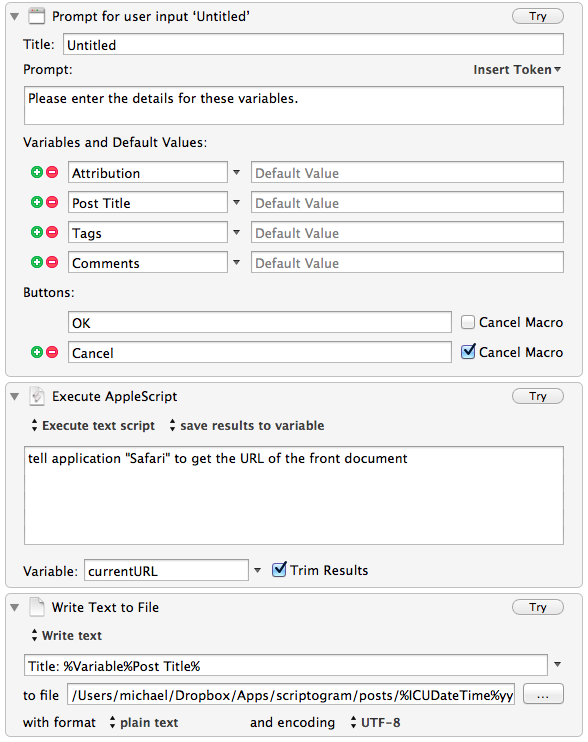 Prompt for user input ‘Untitled’ Try
Title: Untitled
Prompt: Insert Token
Please enter the details for these variables.
Variables and Default Values:
Attribution Default Value
Post Title Default Value
Tags Default Value
Comments Default Value
Buttons:
OK Cancel Macro
Cancel Cancel Macro
Execute AppleScript Try
Execute text script save results to variable
tell application "Safari" to get the URL of the front document
Variable: currentURL Trim Results
Write Text to File Try
Write text
Title: %Variable%Post Title%
to file /Users/michael/Dropbox/Apps/scriptogram/posts/%ICUDateTime%yy ...
with format plain text and encoding UTF-8